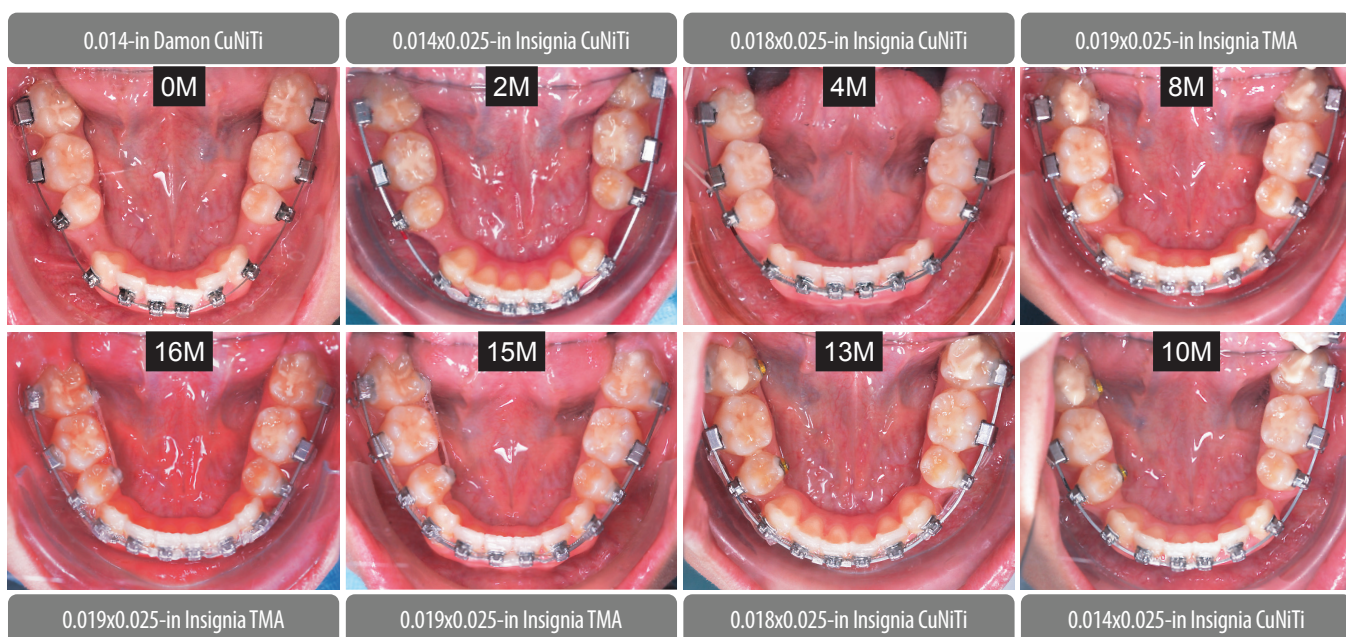 0.014-in Damon CuNiTi
0.014x0.025-in Insignia CuNiTi
0.018x0.025-in Insignia CuNiTi
0.019x0.025-in Insignia TMA
0M
2M
4M
8M
16M
15M
13M
10M
0.019x0.025-in Insignia TMA
0.019x0.025-in Insignia TMA
0.018x0.025-in Insignia CuNiTi
0.014x0.025-in Insignia CuNiTi